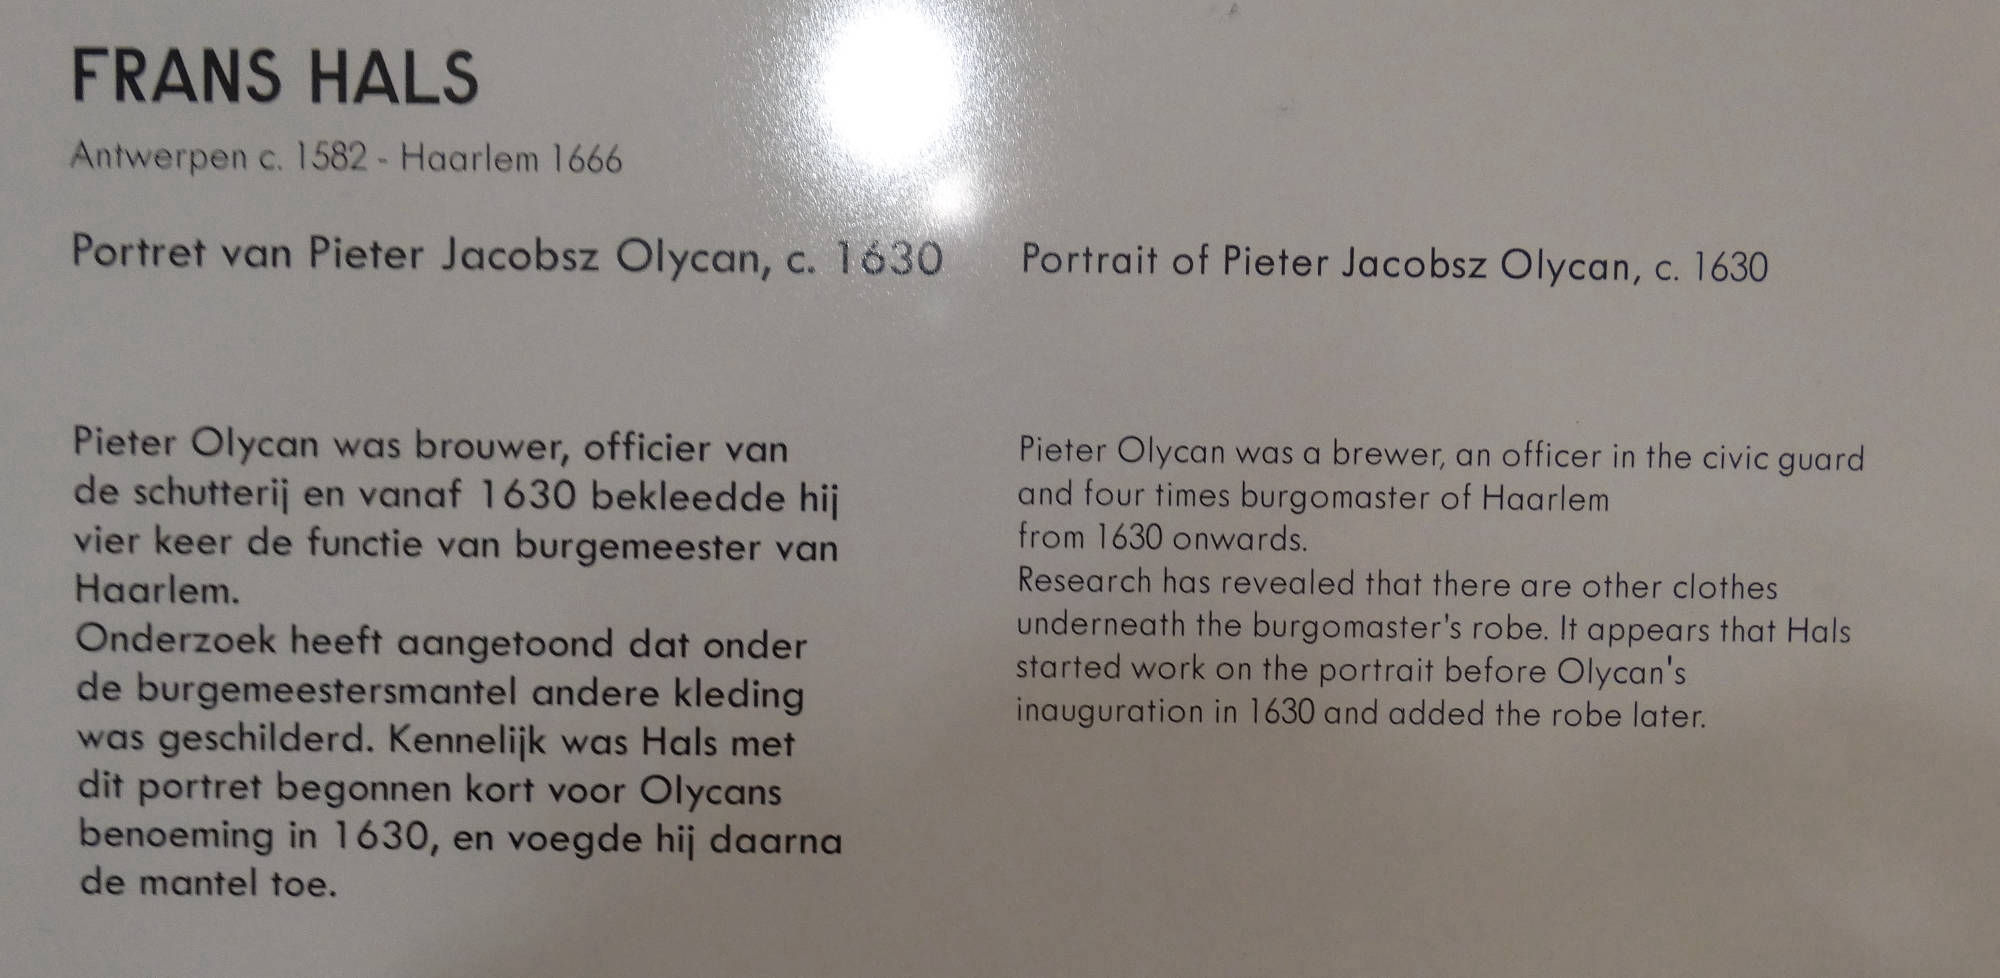 FRANS HALS
Antwerpen c. 1582 - Haarlem 1666
Portret van Pieter Jacobsz Olycan, c. 1630
Pieter Olycan was brouwer, officier van
de schutterij en vanaf 1630 bekleedde hij
vier keer de functie van burgemeester van
Haarlem.
Onderzoek heeft aangetoond dat onder
de burgemeestersmantel andere kleding
was geschilderd. Kennelijk was Hals met
dit portret begonnen kort voor Olycans
benoeming in 1630, en voegde hij daarna
de mantel toe.
Portrait of Pieter Jacobsz Olycan, c. 1630
Pieter Olycan was a brewer, an officer in the civic guard
and four times burgomaster of Haarlem
from 1630 onwards.
Research has revealed that there are other clothes
underneath the burgomaster's robe. It appears that Hals
started work on the portrait before Olycan's
inauguration in 1630 and added the robe later.